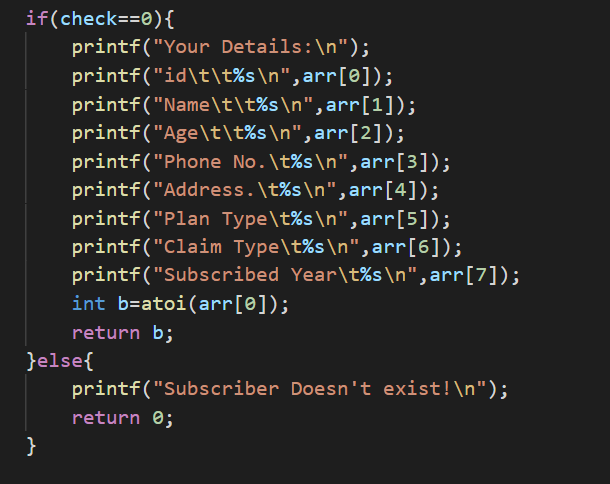 if(check==0){
    printf("Your Details:\n");
    printf("id\t\t%s\n",arr[0]);
    printf("Name\t\t%s\n",arr[1]);
    printf("Age\t\t%s\n",arr[2]);
    printf("Phone No.\t%s\n",arr[3]);
    printf("Address.\t%s\n",arr[4]);
    printf("Plan Type\t%s\n",arr[5]);
    printf("Claim Type\t%s\n",arr[6]);
    printf("Subscribed Year\t%s\n",arr[7]);
    int b=atoi(arr[0]);
    return b;
}else{
    printf("Subscriber Doesn't exist!\n");
    return 0;
}